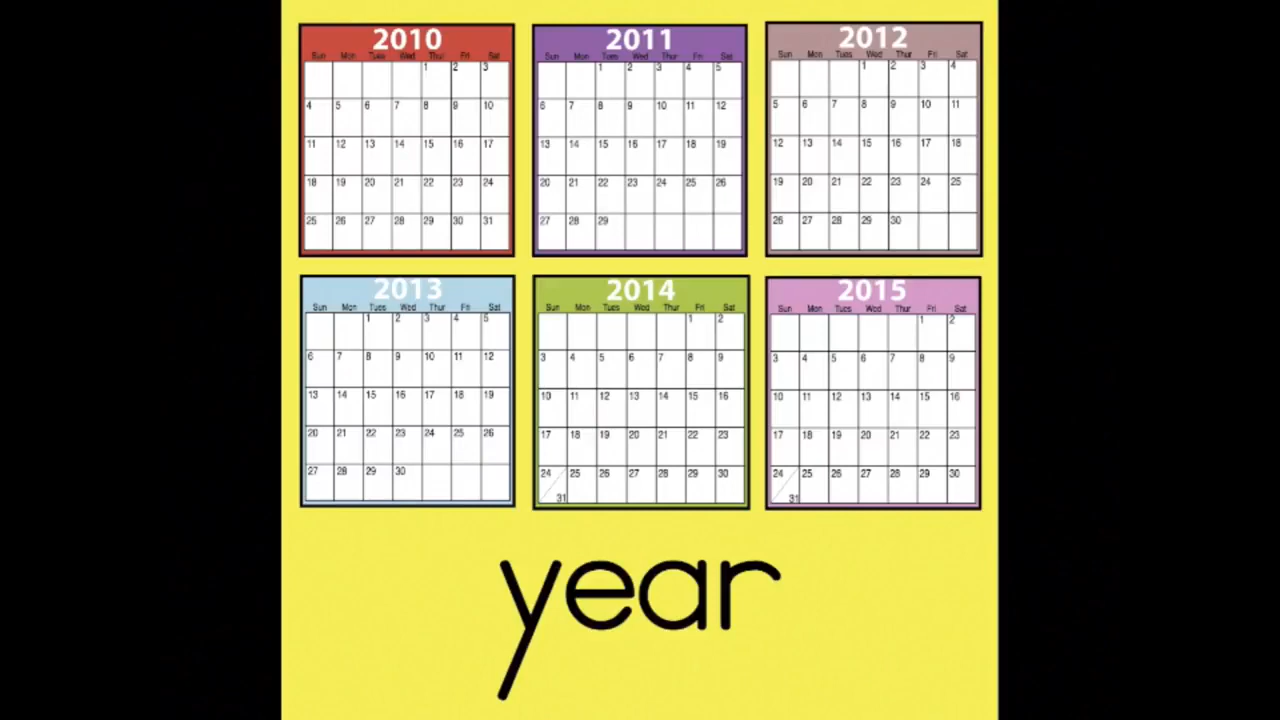 2010 2011 2012
Sun Mon Tues Wed Thur Fri Sat Sun Mon Tues Wed Thur Fri Sat Sun Mon Tues Wed Thur Fri Sat
1 2 3 1 2 3 4 5 1 2 3 4
4 5 6 7 8 9 10 6 7 8 9 10 11 12 5 6 7 8 9 10 11
11 12 13 14 15 16 17 13 14 15 16 17 18 19 12 13 14 15 16 17 18
18 19 20 21 22 23 24 20 21 22 23 24 25 26 19 20 21 22 23 24 25
25 26 27 28 29 30 31 27 28 29 26 27 28 29 30
2013 2014 2015
Sun Mon Tues Wed Thur Fri Sat Sun Mon Tues Wed Thur Fri Sat Sun Mon Tues Wed Thur Fri Sat
1 2 3 4 5 1 2 1 2
6 7 8 9 10 11 12 3 4 5 6 7 8 9 3 4 5 6 7 8 9
13 14 15 16 17 18 19 10 11 12 13 14 15 16 10 11 12 13 14 15 16
20 21 22 23 24 25 26 17 18 19 20 21 22 23 17 18 19 20 21 22 23
27 28 29 30 24 31 25 26 27 28 29 30 24 31 25 26 27 28 29 30
year